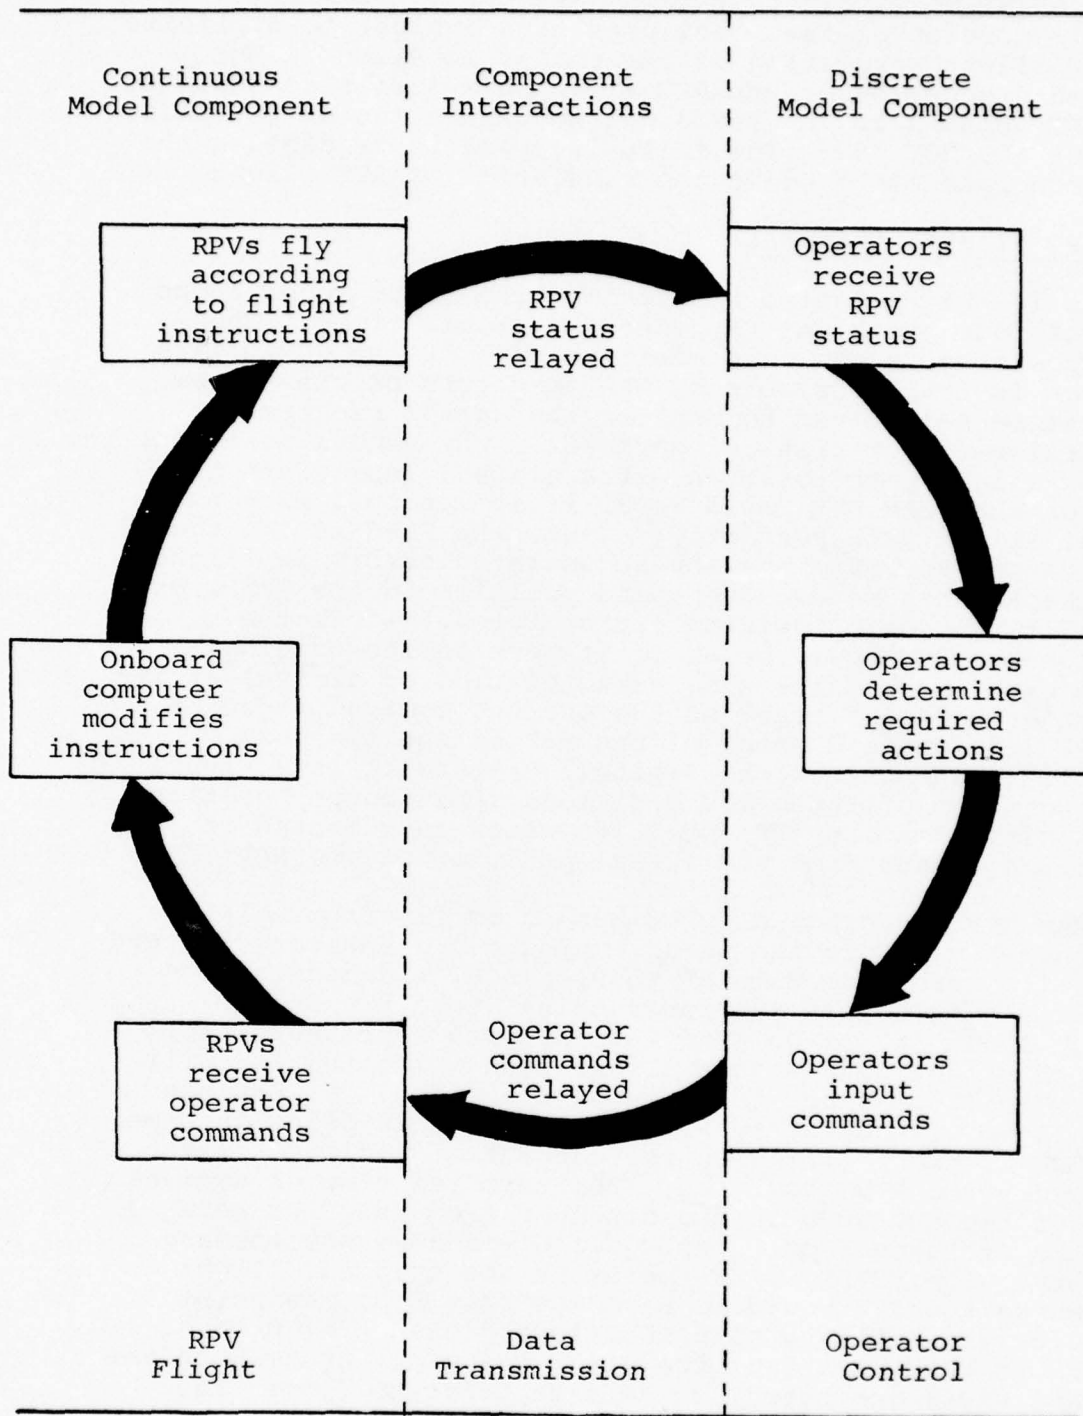 Continuous
Model Component
Component
Interactions
Discrete
Model Component
RPVs fly
according
to flight
instructions
RPV
status
relayed
Operators
receive
RPV
status
Onboard
computer
modifies
instructions
Operators
determine
required
actions
RPVs
receive
operator
commands
Operator
commands
relayed
Operators
input
commands
RPV
Flight
Data
Transmission
Operator
Control